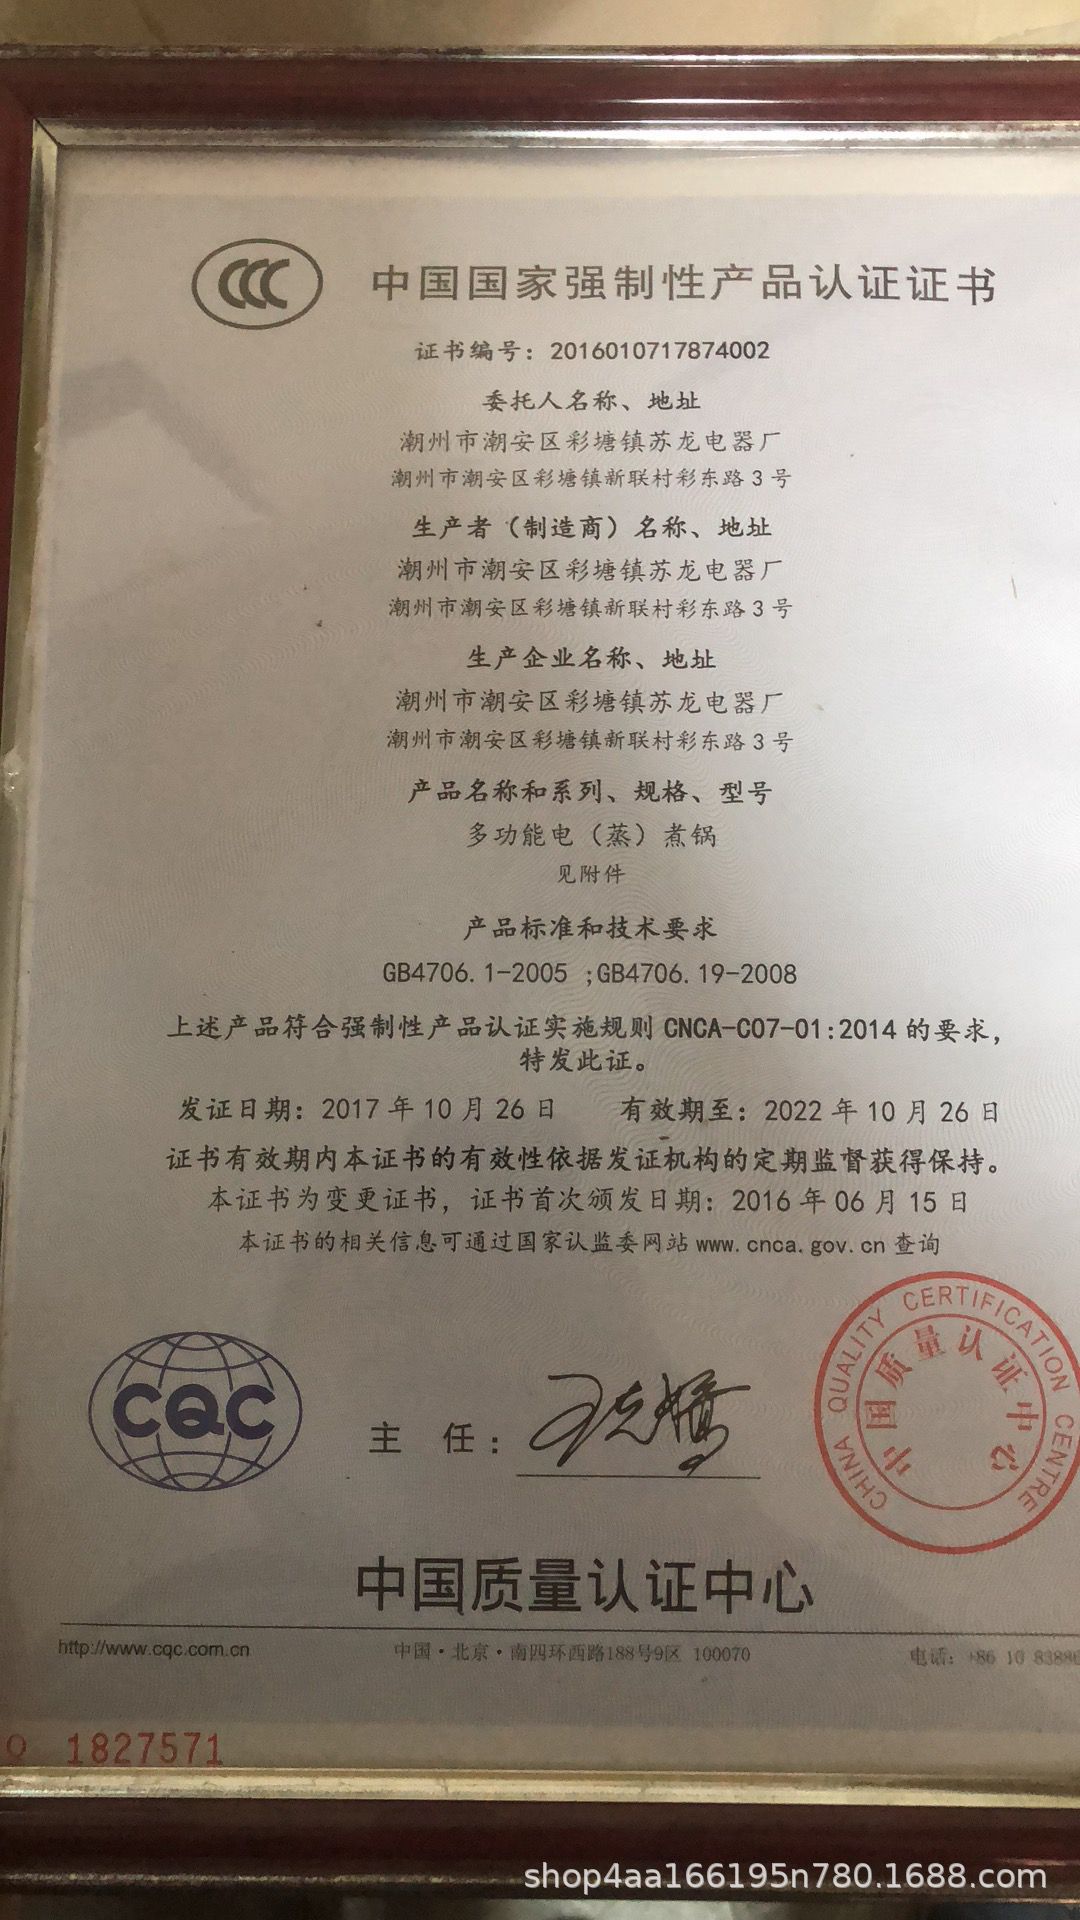 CCC 中国国家强制性产品认证证书
证书编号：2016010717874002
委托人名称、地址
潮州市潮安区彩塘镇苏龙电器厂
潮州市潮安区彩塘镇新联村彩东路3号
生产者（制造商）名称、地址
潮州市潮安区彩塘镇苏龙电器厂
潮州市潮安区彩塘镇新联村彩东路3号
生产企业名称、地址
潮州市潮安区彩塘镇苏龙电器厂
潮州市潮安区彩塘镇新联村彩东路3号
产品名称和系列、规格、型号
多功能电（蒸）煮锅
见附件
产品标准和技术要求
GB4706.1-2005 ;GB4706.19-2008
上述产品符合强制性产品认证实施规则 CNCA-C07-01:2014 的要求，
特发此证。
发证日期：2017 年 10 月 26 日 有效期至：2022 年 10 月 26 日
证书有效期内本证书的有效性依据发证机构的定期监督获得保持。
本证书为变更证书，证书首次颁发日期：2016 年 06 月 15 日
本证书的相关信息可通过国家认监委网站 www.cnca.gov.cn 查询
CHINA QUALITY CERTIFICATION CENTRE
中国质量认证中心
CQC
主 任：
中国质量认证中心
http://www.cqc.com.cn 中国·北京·南四环西路188号9区 100070 电话：+86 10 83886
1827571
shop4aa166195n780.1688.com